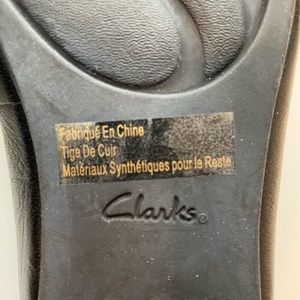 Fabriqué En Chine
Tige De Cuir
Matériaux Synthétiques pour le Reste
Clarks®